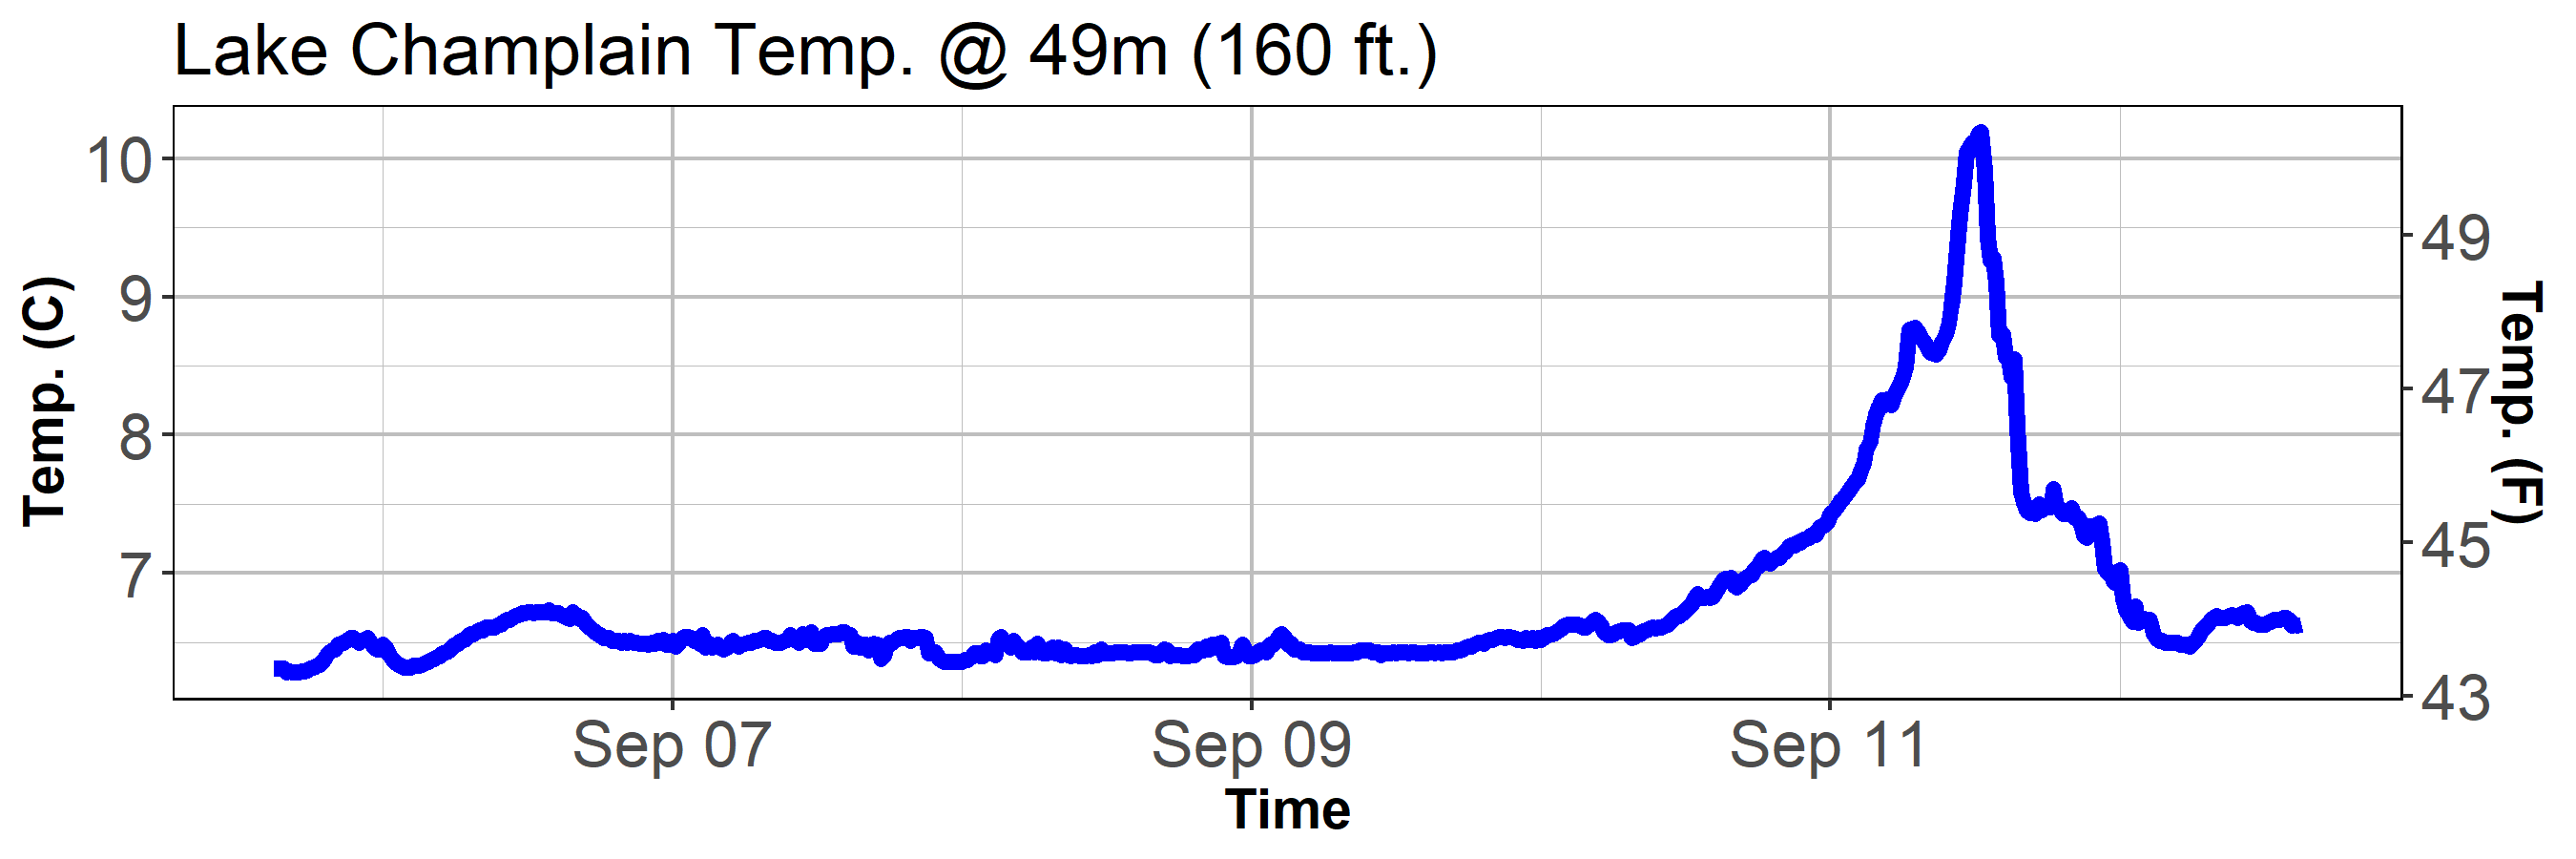 Lake Champlain Temp. @ 49m (160 ft.)
10
9
8
7
Temp. (C)
49
47
45
43
Temp. (F)
Sep 07
Sep 09
Sep 11
Time